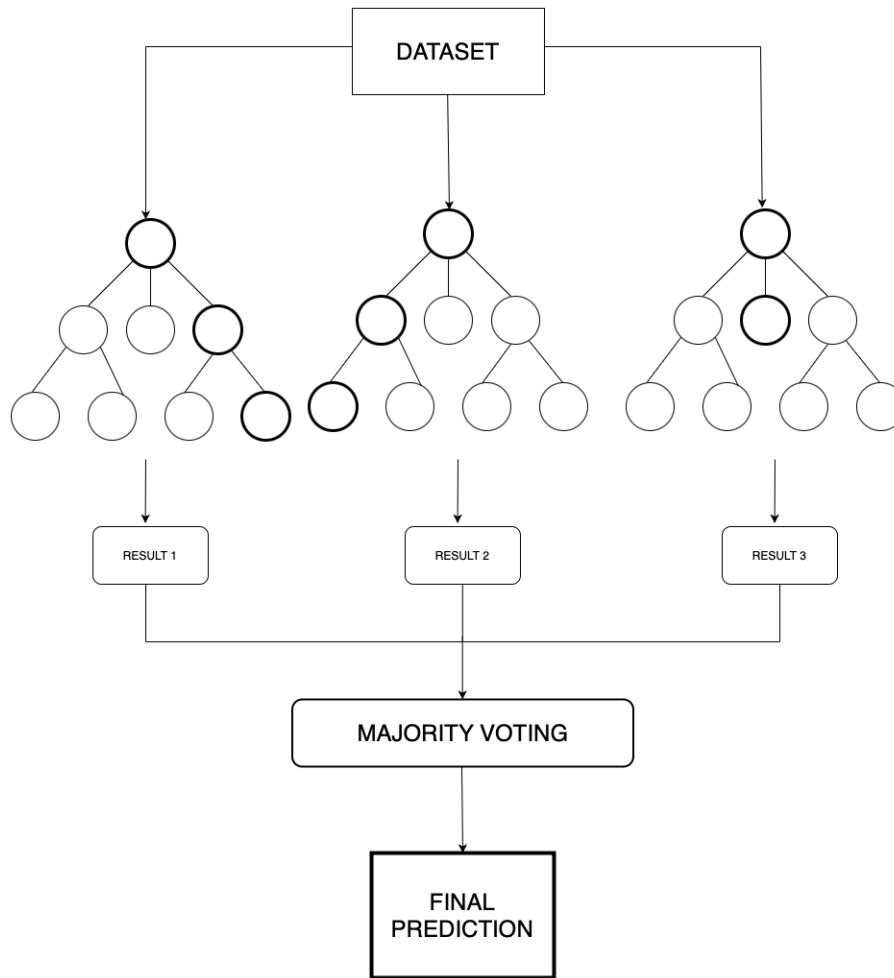 DATASET
RESULT 1
RESULT 2
RESULT 3
MAJORITY VOTING
FINAL
PREDICTION